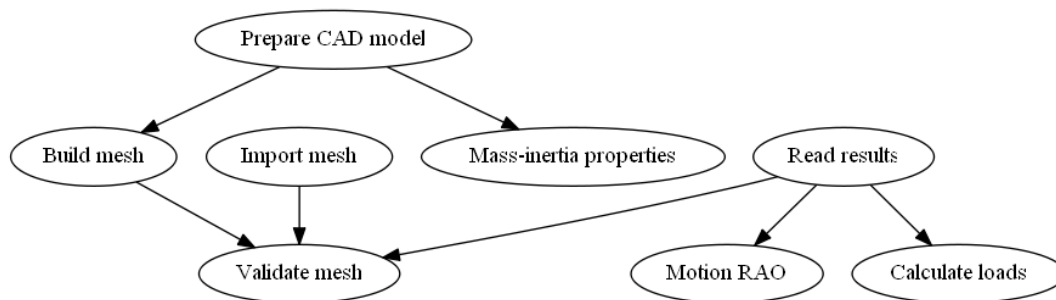 Prepare CAD model
Build mesh
Import mesh
Mass-inertia properties
Read results
Validate mesh
Motion RAO
Calculate loads